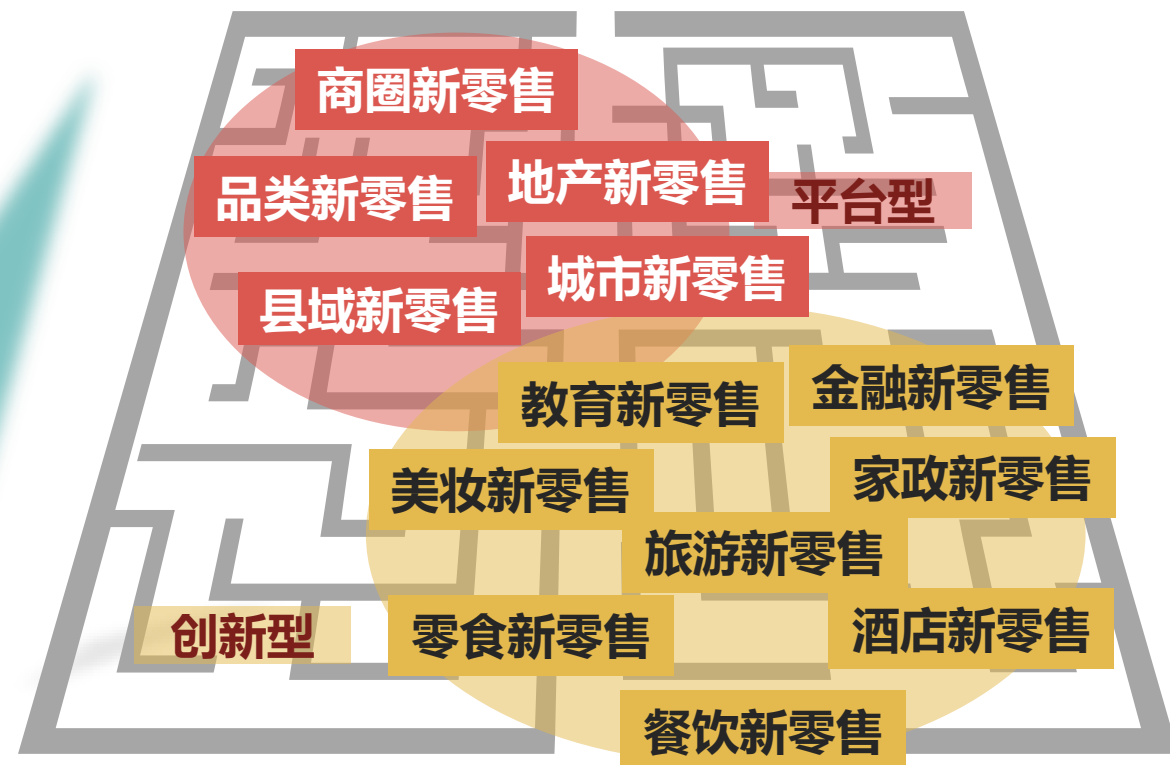 商圈新零售
地产新零售
品类新零售
平台型
城市新零售
县域新零售
金融新零售
教育新零售
家政新零售
美妆新零售
旅游新零售
酒店新零售
创新型
零食新零售
餐饮新零售